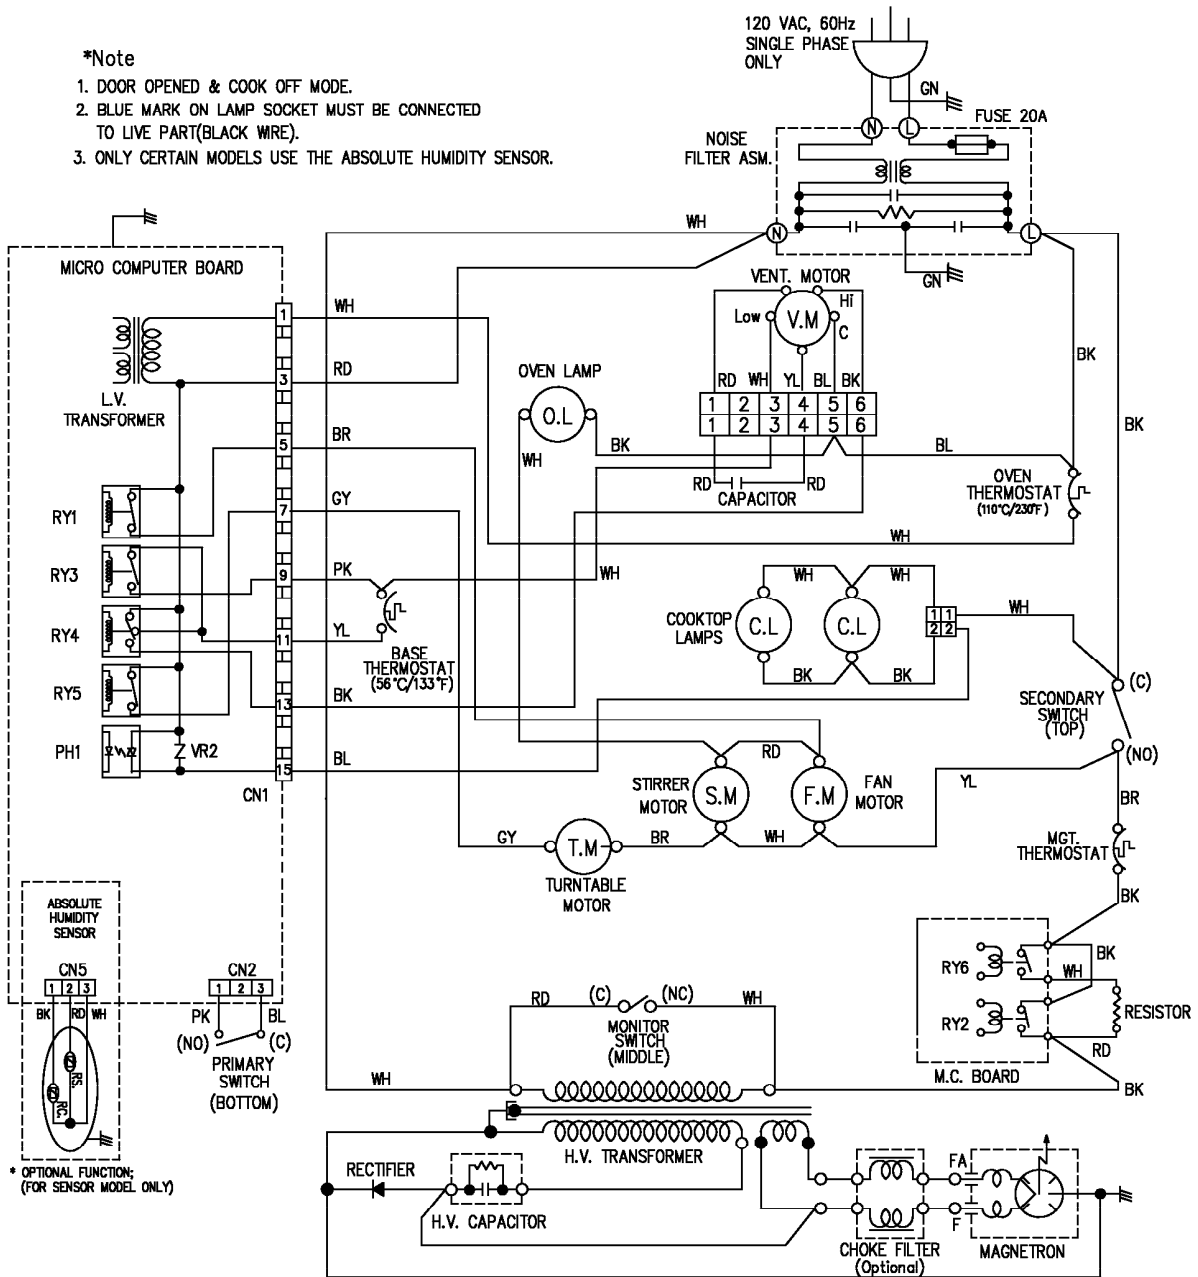 120 VAC, 60Hz
SINGLE PHASE
ONLY
*Note
1. DOOR OPENED & COOK OFF MODE.
2. BLUE MARK ON LAMP SOCKET MUST BE CONNECTED
TO LIVE PART(BLACK WIRE).
3. ONLY CERTAIN MODELS USE THE ABSOLUTE HUMIDITY SENSOR.
GN
FUSE 20A
N
L
NOISE
FILTER ASM.
WH
N
L
GN
MICRO COMPUTER BOARD
VENT. MOTOR
Low
V.M
Hi
C
1
WH
3
RD
L.V.
TRANSFORMER
BK
BK
OVEN LAMP
O.L
RD
WH
YL
BL
BK
1 2 3 4 5 6
1 2 3 4 5 6
5
BR
WH
BK
BL
RD
RD
CAPACITOR
OVEN
THERMOSTAT
(110°C/230°F)
7
GY
WH
RY1
RY3
RY4
RY5
PH1
VR2
9
PK
WH
11
YL
BASE
THERMOSTAT
(56°C/133°F)
13
BK
15
BL
CN1
WH
WH
COOKTOP
LAMPS
C.L
C.L
BK
BK
1 1
2 2
WH
(C)
SECONDARY
SWITCH
(TOP)
(NO)
RD
STIRRER
MOTOR
S.M
F.M
FAN
MOTOR
YL
BR
GY
T.M
BR
WH
TURNTABLE
MOTOR
MGT.
THERMOSTAT
BK
ABSOLUTE
HUMIDITY
SENSOR
CN5
1 2 3
BK
RD
WH
RS.
RC.
* OPTIONAL FUNCTION;
(FOR SENSOR MODEL ONLY)
CN2
1 2 3
PK
BL
(NO)
(C)
PRIMARY
SWITCH
(BOTTOM)
RY6
BK
WH
RY2
RESISTOR
RD
M.C. BOARD
BK
RD
(C)
(NC)
WH
MONITOR
SWITCH
(MIDDLE)
WH
H.V. TRANSFORMER
RECTIFIER
H.V. CAPACITOR
FA
F
CHOKE FILTER
(Optional)
MAGNETRON